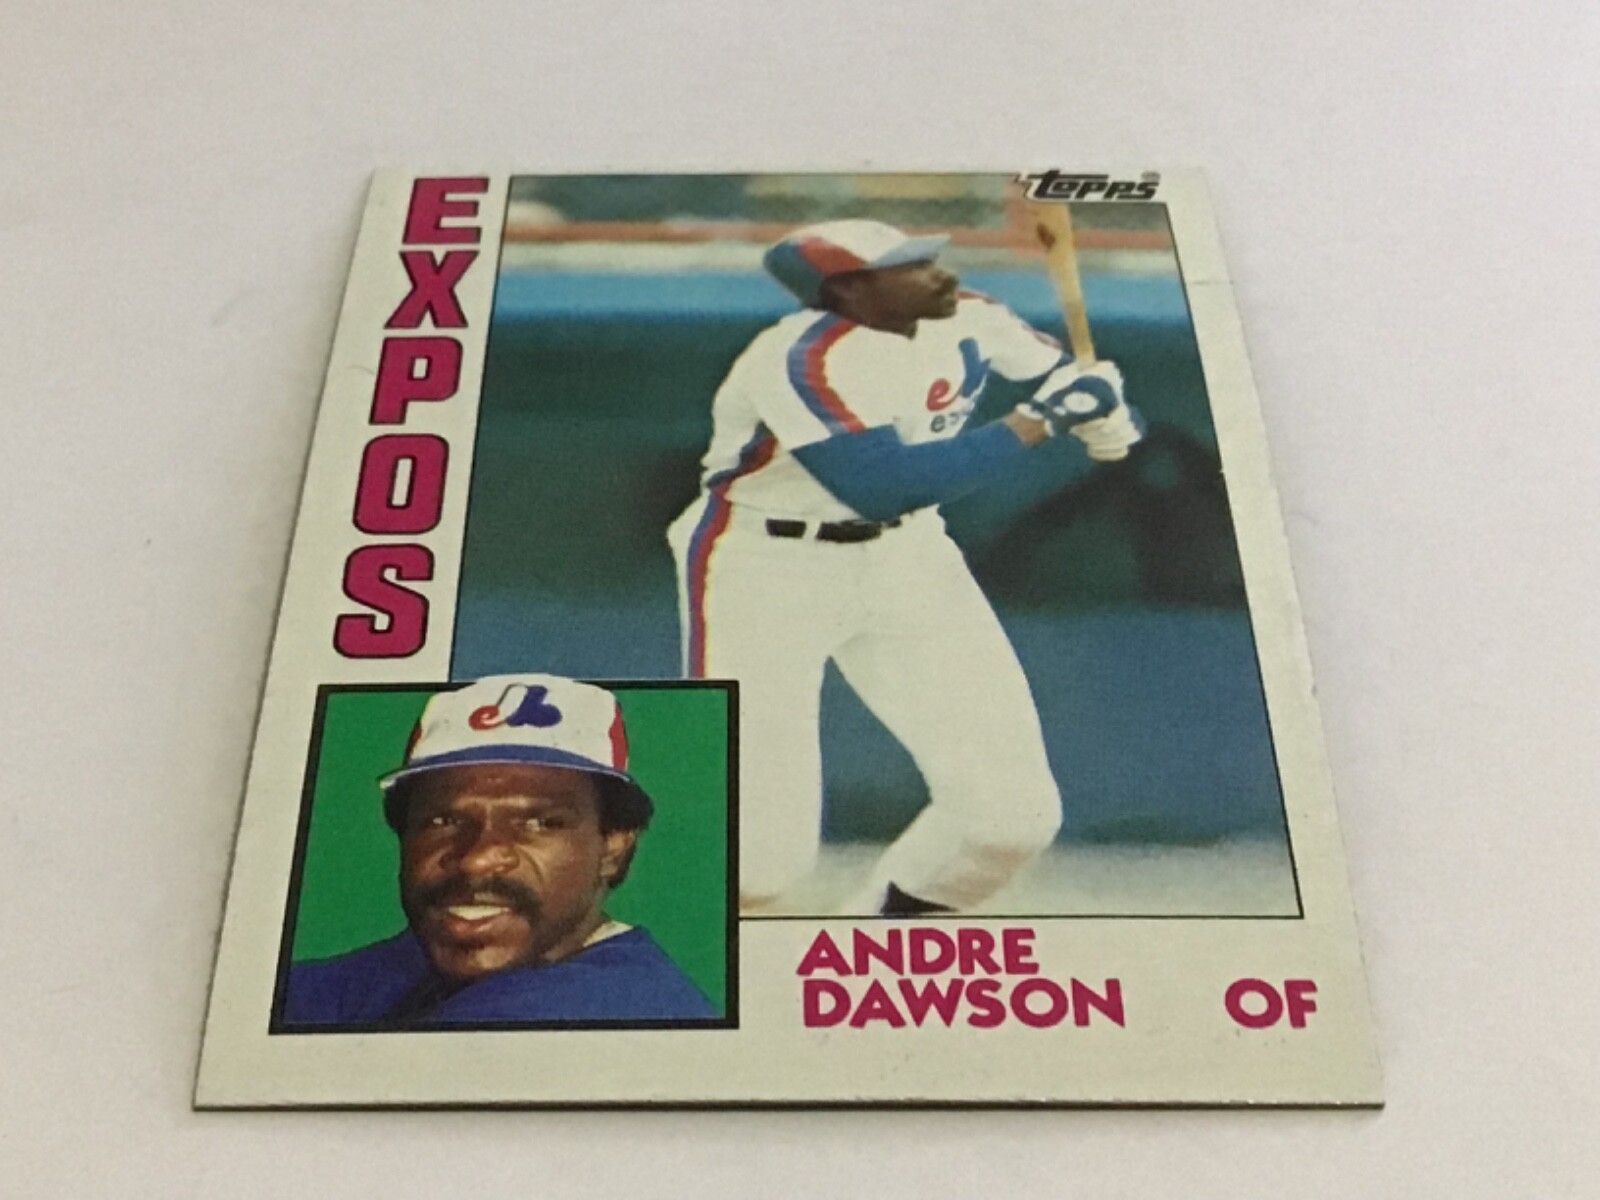 EXPOS
topps
ANDRE
DAWSON
OF